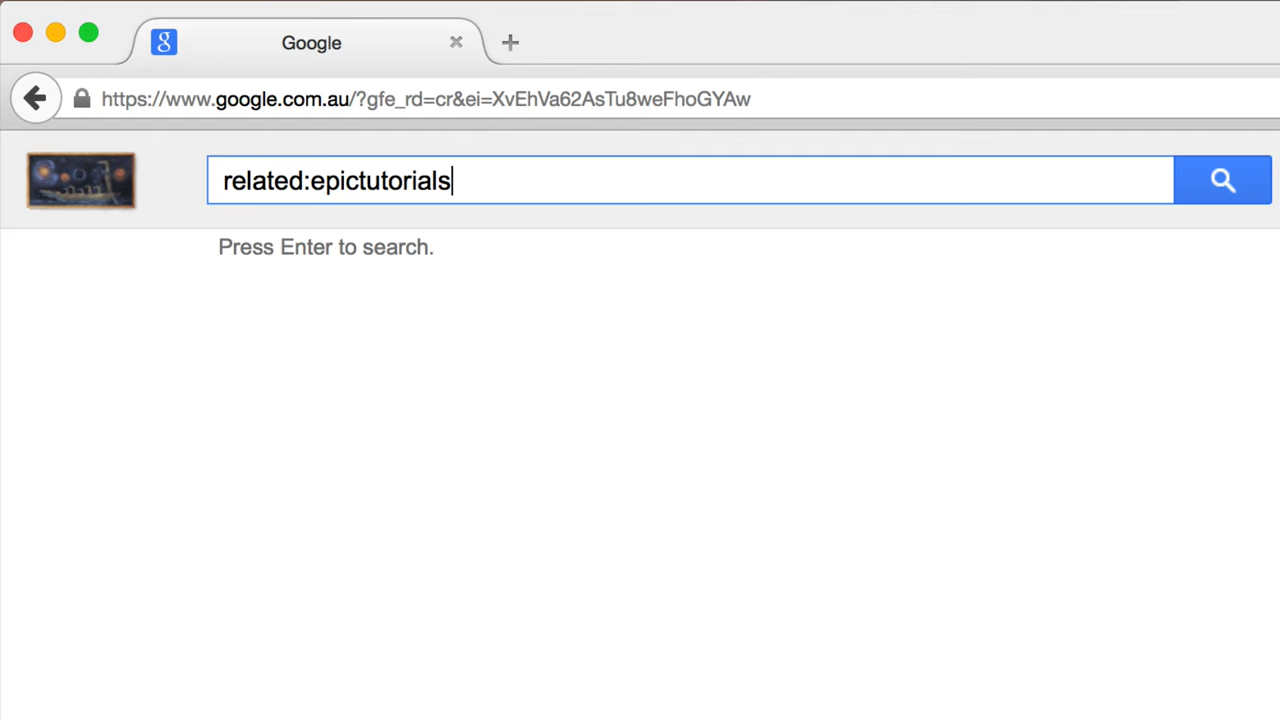 Google
https://www.google.com.au/?gfe_rd=cr&ei=XvEhVa62AsTu8weFhoGYAw
related:epictutorials
Press Enter to search.